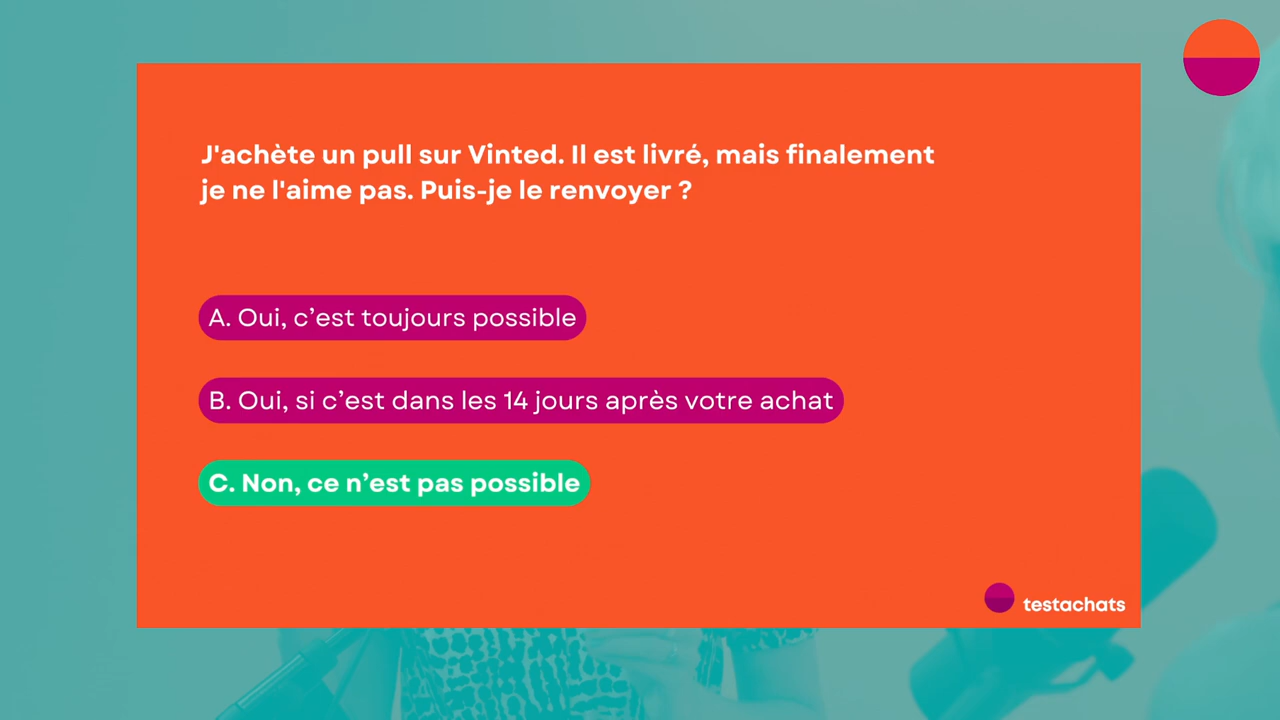 J'achète un pull sur Vinted. Il est livré, mais finalement
je ne l'aime pas. Puis-je le renvoyer ?
A. Oui, c’est toujours possible
B. Oui, si c’est dans les 14 jours après votre achat
C. Non, ce n’est pas possible
testachats